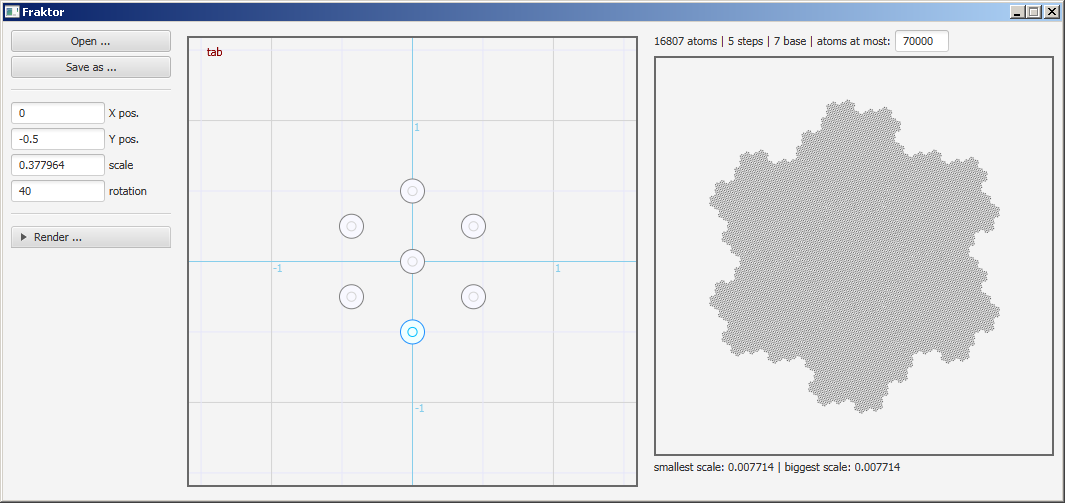 Fraktor
Open ...
Save as ...
0 X pos.
-0.5 Y pos.
0.377964 scale
40 rotation
Render ...
tab
1
-1
1
-1
16807 atoms | 5 steps | 7 base | atoms at most: 70000
smallest scale: 0.007714 | biggest scale: 0.007714